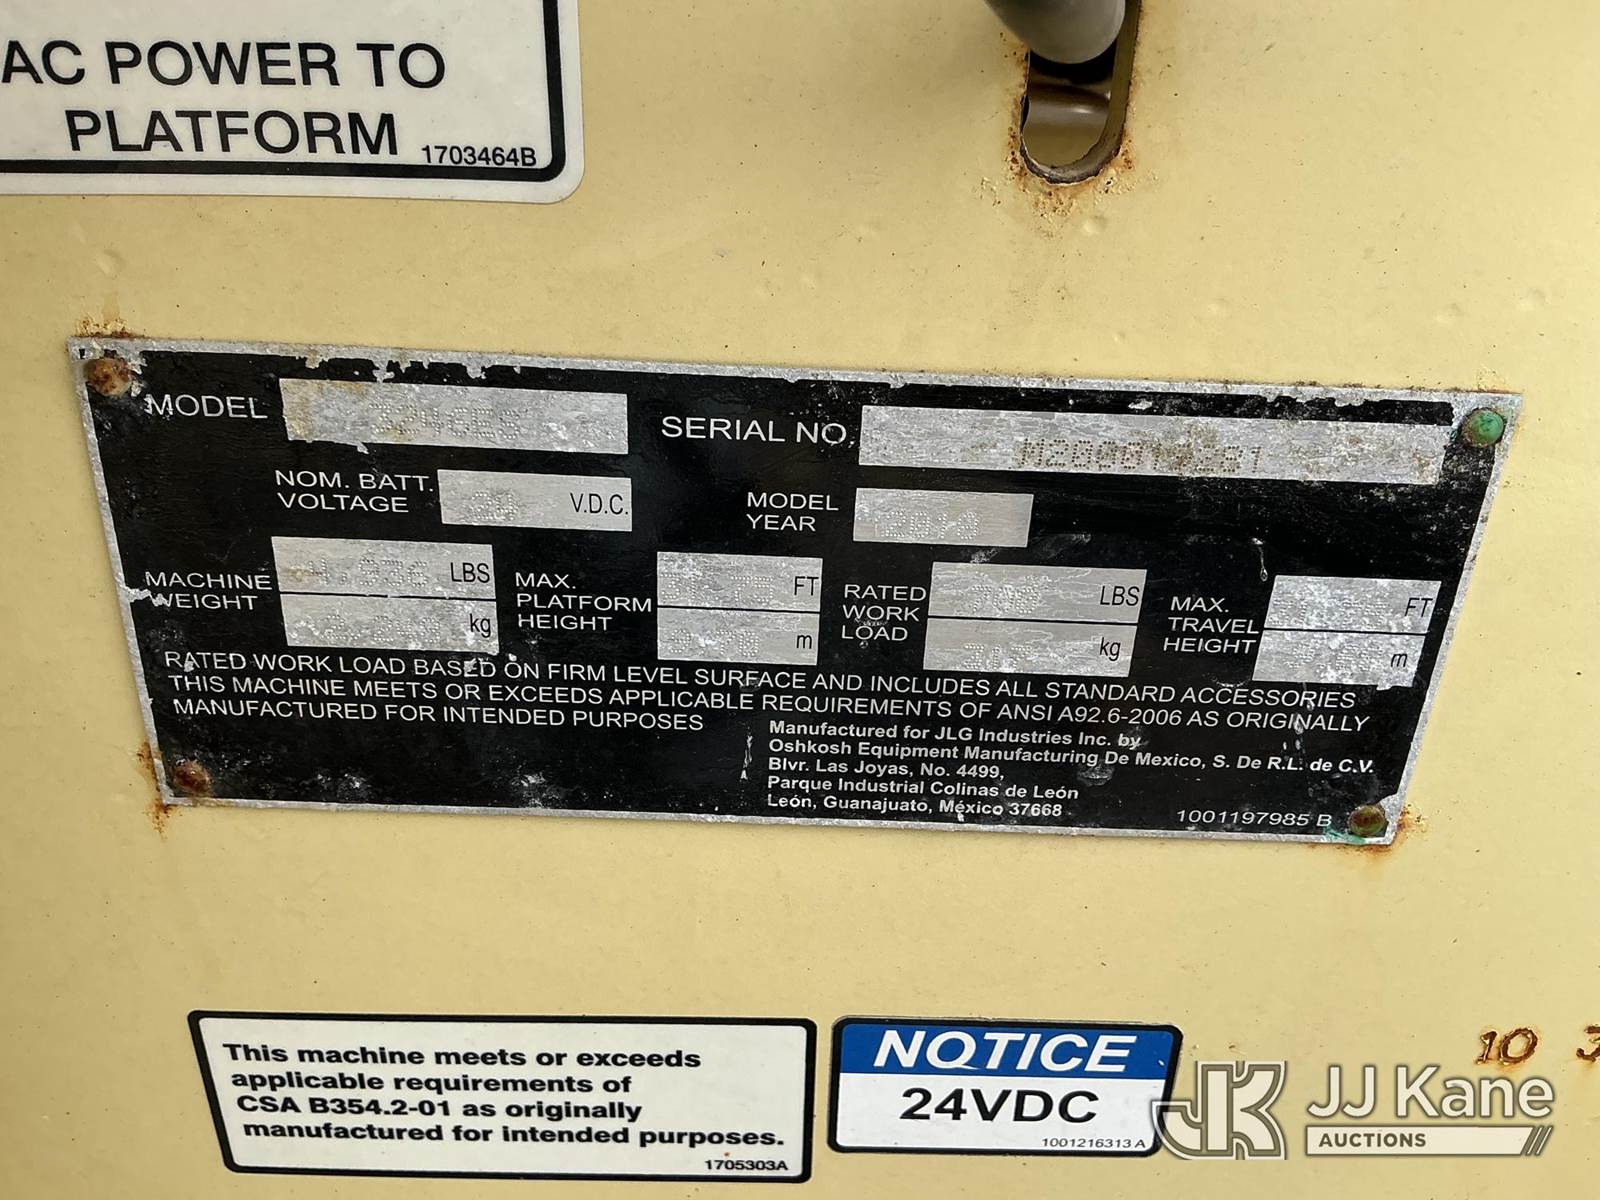 AC POWER TO
PLATFORM 1703464B
MODEL 3246ES SERIAL NO.
NOM. BATT. VOLTAGE 24 V.D.C. MODEL YEAR
MACHINE WEIGHT LBS kg
MAX. PLATFORM HEIGHT FT m
RATED WORK LOAD LBS kg
MAX. TRAVEL HEIGHT FT m
RATED WORK LOAD BASED ON FIRM LEVEL SURFACE AND INCLUDES ALL STANDARD ACCESSORIES
THIS MACHINE MEETS OR EXCEEDS APPLICABLE REQUIREMENTS OF ANSI A92.6-2006 AS ORIGINALLY
MANUFACTURED FOR INTENDED PURPOSES
Manufactured for JLG Industries Inc. by
Oshkosh Equipment Manufacturing De Mexico, S. De R.L. de C.V.
Blvr. Las Joyas, No. 4499,
Parque Industrial Colinas de León
León, Guanajuato, México 37668
1001197985 B
This machine meets or exceeds
applicable requirements of
CSA B354.2-01 as originally
manufactured for intended purposes.
1705303A
NOTICE
24VDC
1001216313 A
10 3
JK JJ Kane
AUCTIONS